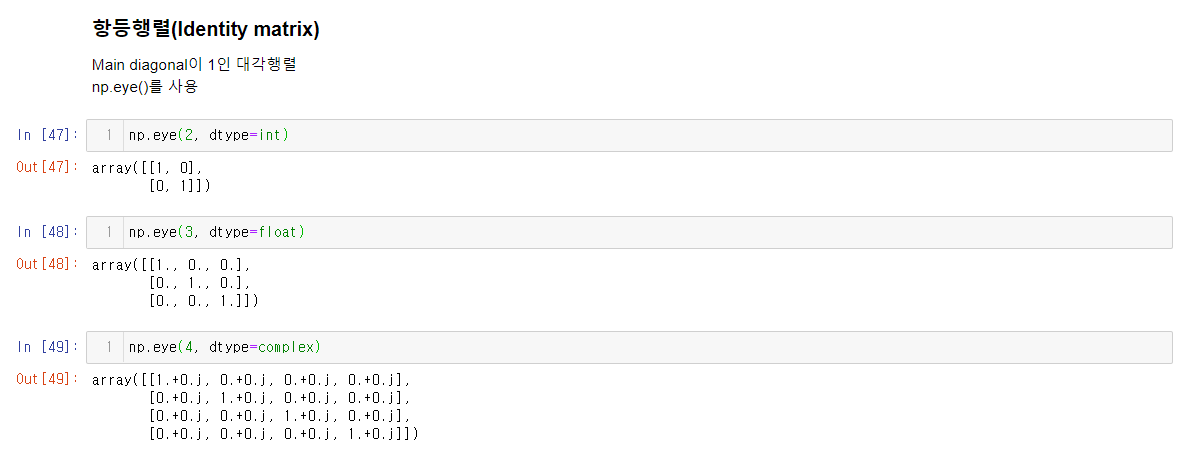 항등행렬(Identity matrix)
Main diagonal이 1인 대각행렬
np.eye()를 사용
In [47]: 1 np.eye(2, dtype=int)
Out[47]: array([[1, 0],
[0, 1]])
In [48]: 1 np.eye(3, dtype=float)
Out[48]: array([[1., 0., 0.],
[0., 1., 0.],
[0., 0., 1.]])
In [49]: 1 np.eye(4, dtype=complex)
Out[49]: array([[1.+0.j, 0.+0.j, 0.+0.j, 0.+0.j],
[0.+0.j, 1.+0.j, 0.+0.j, 0.+0.j],
[0.+0.j, 0.+0.j, 1.+0.j, 0.+0.j],
[0.+0.j, 0.+0.j, 0.+0.j, 1.+0.j]])